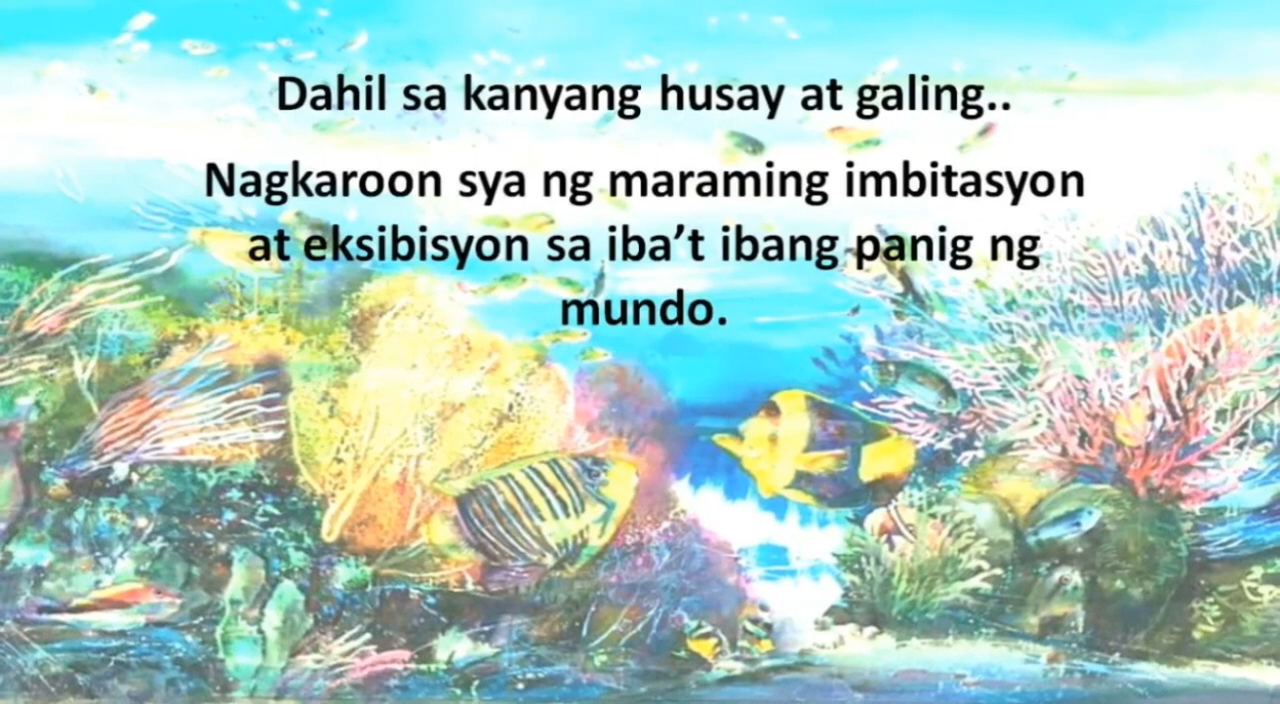 Dahil sa kanyang husay at galing..
Nagkaroon sya ng maraming imbitasyon
at eksibisyon sa iba’t ibang panig ng
mundo.